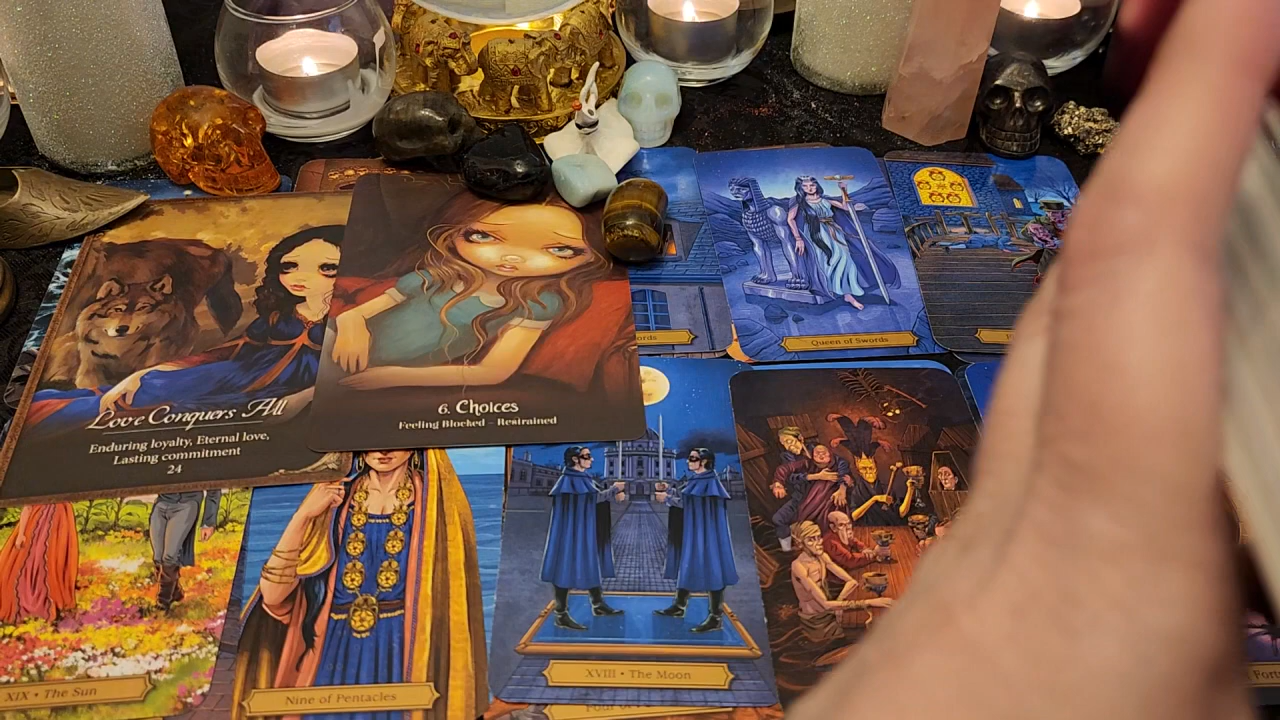 Queen of Swords
Love Conquers All
Enduring loyalty, Eternal love,
Lasting commitment
24
6. Choices
Feeling Blocked – Restrained
XIX • The Sun
Nine of Pentacles
XVIII • The Moon